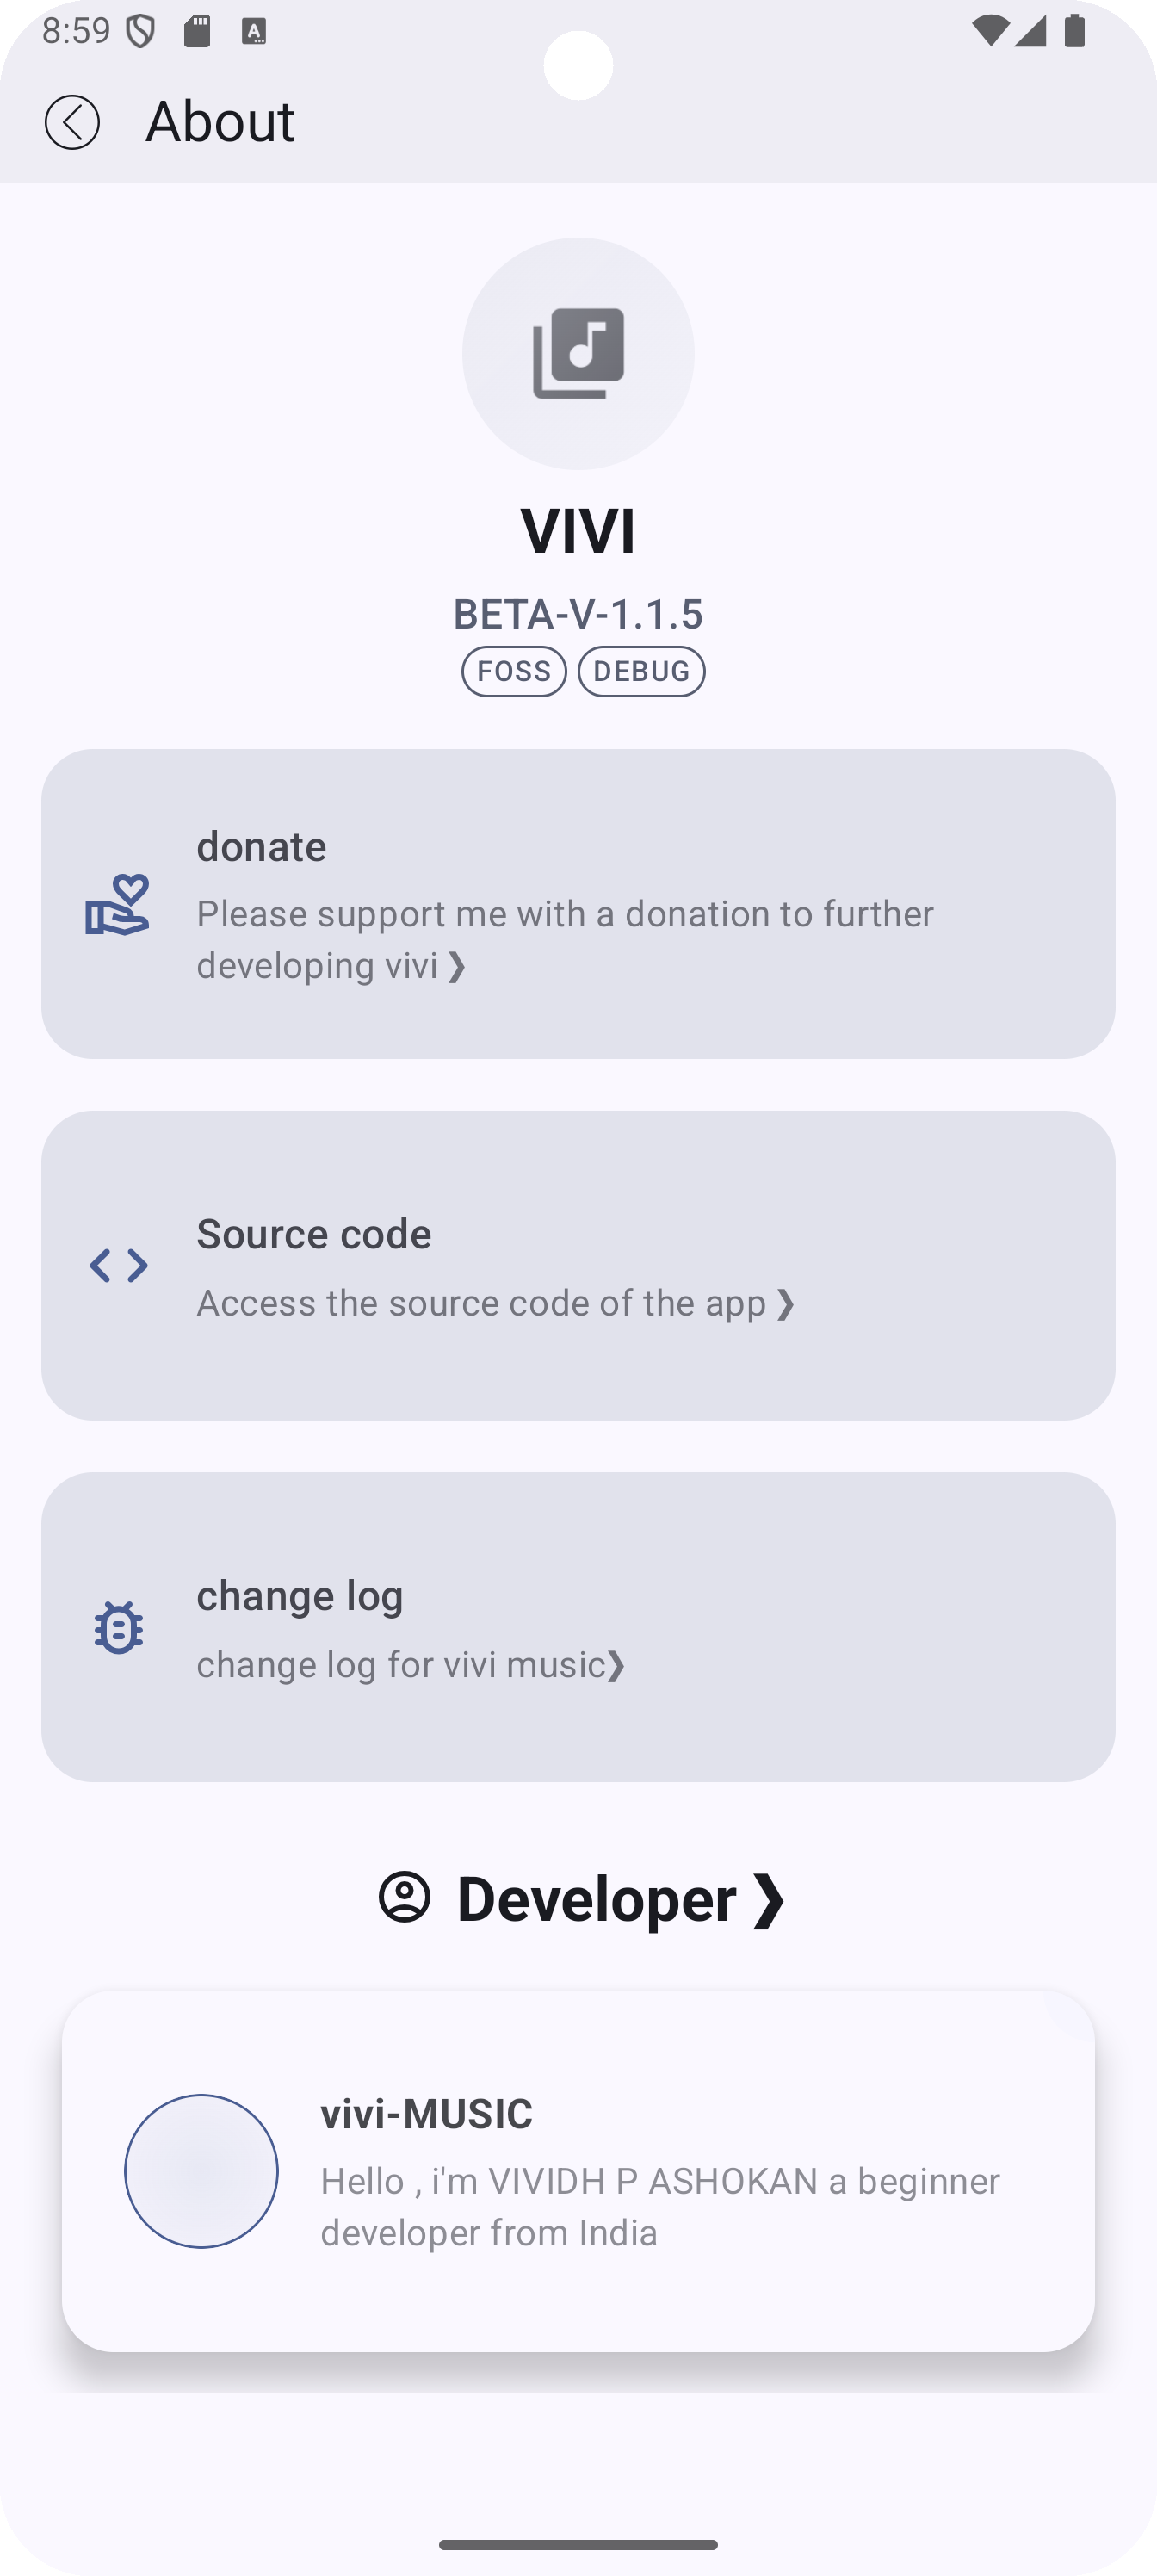 8:59
About
VIVI
BETA-V-1.1.5
FOSS DEBUG
donate
Please support me with a donation to further
developing vivi ❯
Source code
Access the source code of the app ❯
change log
change log for vivi music❯
Developer ❯
vivi-MUSIC
Hello , i'm VIVIDH P ASHOKAN a beginner
developer from India